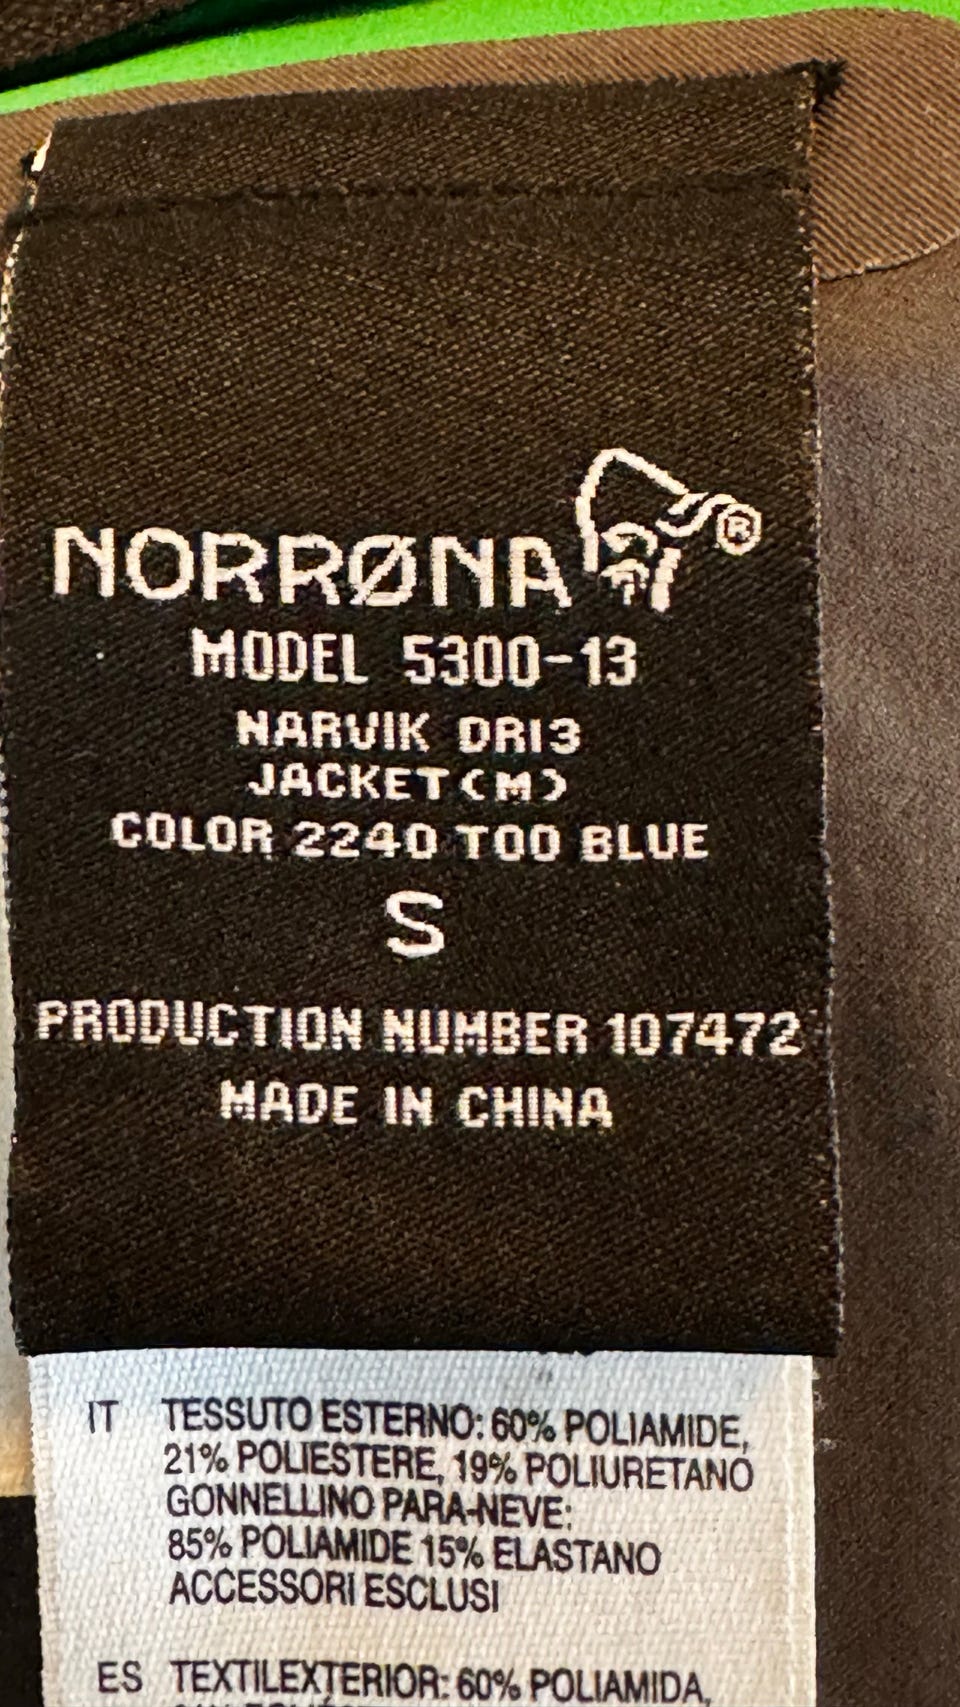 NORRØNA ®
MODEL 5300-13
NARVIK DRI3
JACKET(M)
COLOR 2240 TOO BLUE
S
PRODUCTION NUMBER 107472
MADE IN CHINA
IT TESSUTO ESTERNO: 60% POLIAMIDE,
21% POLIESTERE, 19% POLIURETANO
GONNELLINO PARA-NEVE:
85% POLIAMIDE 15% ELASTANO
ACCESSORI ESCLUSI
ES TEXTILEXTERIOR: 60% POLIAMIDA,